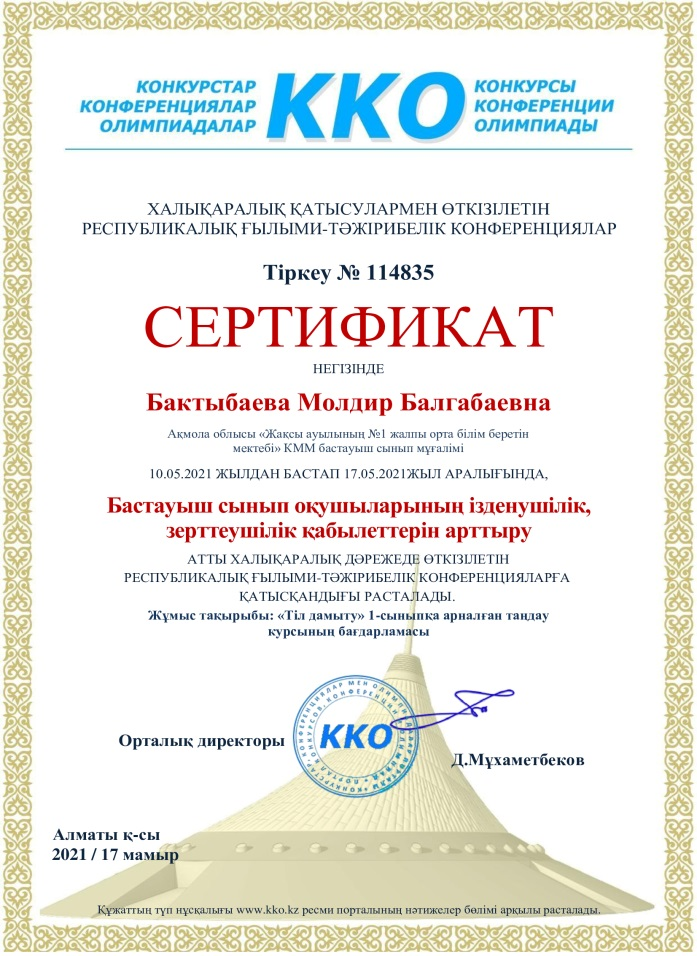 КОНКУРСТАР
КОНФЕРЕНЦИЯЛАР
ОЛИМПИАДАЛАР
ККО
КОНКУРСЫ
КОНФЕРЕНЦИИ
ОЛИМПИАДЫ
ХАЛЫҚАРАЛЫҚ ҚАТЫСУЛАРМЕН ӨТКІЗІЛЕТІН
РЕСПУБЛИКАЛЫҚ ҒЫЛЫМИ-ТӘЖІРИБЕЛІК КОНФЕРЕНЦИЯЛАР
Тіркеу № 114835
СЕРТИФИКАТ
НЕГІЗІНДЕ
Бактыбаева Молдир Балгабаевна
Ақмола облысы «Жақсы ауылының №1 жалпы орта білім беретін
мектебі» КММ бастауыш сынып мұғалімі
10.05.2021 ЖЫЛДАН БАСТАП 17.05.2021ЖЫЛ АРАЛЫҒЫНДА,
Бастауыш сынып оқушыларының ізденушілік,
зерттеушілік қабылеттерін арттыру
АТТЫ ХАЛЫҚАРАЛЫҚ ДӘРЕЖЕДЕ ӨТКІЗІЛЕТІН
РЕСПУБЛИКАЛЫҚ ҒЫЛЫМИ-ТӘЖІРИБЕЛІК КОНФЕРЕНЦИЯЛАРҒА
ҚАТЫСҚАНДЫҒЫ РАСТАЛАДЫ.
Жұмыс тақырыбы: «Тіл дамыту» 1-сыныпқа арналған таңдау
курсының бағдарламасы
Орталық директоры
ККО
Д.Мұхаметбеков
Алматы қ-сы
2021 / 17 мамыр
Құжаттың түп нұсқалығы www.kko.kz ресми порталының нәтижелер бөлімі арқылы расталады.